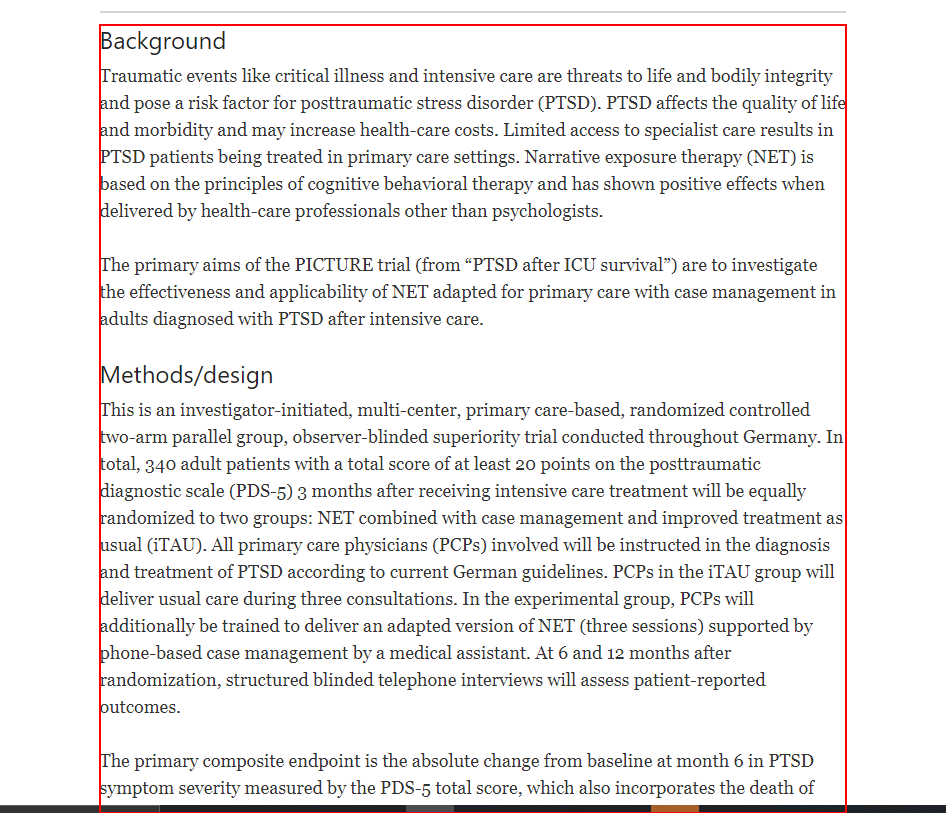 Background
Traumatic events like critical illness and intensive care are threats to life and bodily integrity
and pose a risk factor for posttraumatic stress disorder (PTSD). PTSD affects the quality of life
and morbidity and may increase health-care costs. Limited access to specialist care results in
PTSD patients being treated in primary care settings. Narrative exposure therapy (NET) is
based on the principles of cognitive behavioral therapy and has shown positive effects when
delivered by health-care professionals other than psychologists.
The primary aims of the PICTURE trial (from “PTSD after ICU survival”) are to investigate
the effectiveness and applicability of NET adapted for primary care with case management in
adults diagnosed with PTSD after intensive care.
Methods/design
This is an investigator-initiated, multi-center, primary care-based, randomized controlled
two-arm parallel group, observer-blinded superiority trial conducted throughout Germany. In
total, 340 adult patients with a total score of at least 20 points on the posttraumatic
diagnostic scale (PDS-5) 3 months after receiving intensive care treatment will be equally
randomized to two groups: NET combined with case management and improved treatment as
usual (iTAU). All primary care physicians (PCPs) involved will be instructed in the diagnosis
and treatment of PTSD according to current German guidelines. PCPs in the iTAU group will
deliver usual care during three consultations. In the experimental group, PCPs will
additionally be trained to deliver an adapted version of NET (three sessions) supported by
phone-based case management by a medical assistant. At 6 and 12 months after
randomization, structured blinded telephone interviews will assess patient-reported
outcomes.
The primary composite endpoint is the absolute change from baseline at month 6 in PTSD
symptom severity measured by the PDS-5 total score, which also incorporates the death of